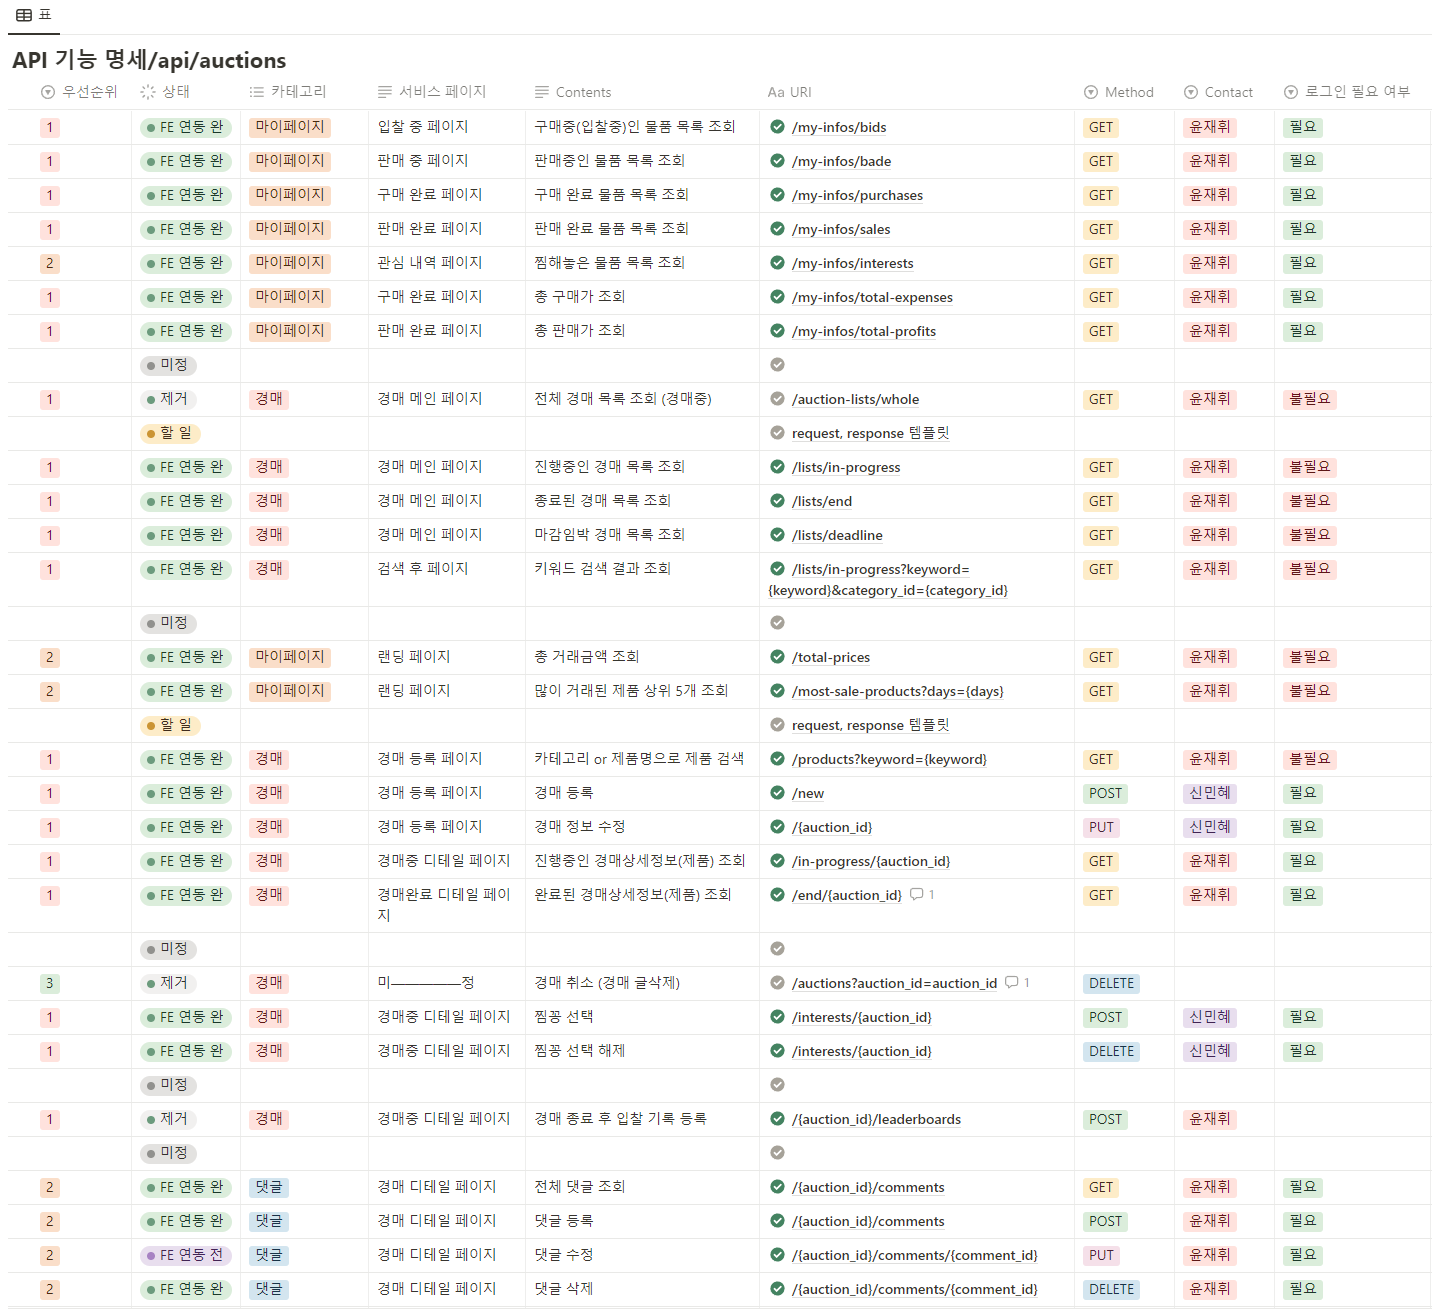 표
API 기능 명세/api/auctions
우선순위 상태 카테고리 서비스 페이지 Contents Aa URI Method Contact 로그인 필요 여부
1 FE 연동 완 마이페이지 입찰 중 페이지 구매중(입찰중)인 물품 목록 조회 /my-infos/bids GET 윤재휘 필요
1 FE 연동 완 마이페이지 판매 중 페이지 판매중인 물품 목록 조회 /my-infos/bade GET 윤재휘 필요
1 FE 연동 완 마이페이지 구매 완료 페이지 구매 완료 물품 목록 조회 /my-infos/purchases GET 윤재휘 필요
1 FE 연동 완 마이페이지 판매 완료 페이지 판매 완료 물품 목록 조회 /my-infos/sales GET 윤재휘 필요
2 FE 연동 완 마이페이지 관심 내역 페이지 찜해놓은 물품 목록 조회 /my-infos/interests GET 윤재휘 필요
1 FE 연동 완 마이페이지 구매 완료 페이지 총 구매가 조회 /my-infos/total-expenses GET 윤재휘 필요
1 FE 연동 완 마이페이지 판매 완료 페이지 총 판매가 조회 /my-infos/total-profits GET 윤재휘 필요
미정
1 제거 경매 경매 메인 페이지 전체 경매 목록 조회 (경매중) /auction-lists/whole GET 윤재휘 불필요
할 일 request, response 템플릿
1 FE 연동 완 경매 경매 메인 페이지 진행중인 경매 목록 조회 /lists/in-progress GET 윤재휘 불필요
1 FE 연동 완 경매 경매 메인 페이지 종료된 경매 목록 조회 /lists/end GET 윤재휘 불필요
1 FE 연동 완 경매 경매 메인 페이지 마감임박 경매 목록 조회 /lists/deadline GET 윤재휘 불필요
1 FE 연동 완 경매 검색 후 페이지 키워드 검색 결과 조회 /lists/in-progress?keyword= GET 윤재휘 불필요
{keyword}&category_id={category_id}
미정
2 FE 연동 완 마이페이지 랜딩 페이지 총 거래금액 조회 /total-prices GET 윤재휘 불필요
2 FE 연동 완 마이페이지 랜딩 페이지 많이 거래된 제품 상위 5개 조회 /most-sale-products?days={days} GET 윤재휘 불필요
할 일 request, response 템플릿
1 FE 연동 완 경매 경매 등록 페이지 카테고리 or 제품명으로 제품 검색 /products?keyword={keyword} GET 윤재휘 불필요
1 FE 연동 완 경매 경매 등록 페이지 경매 등록 /new POST 신민혜 필요
1 FE 연동 완 경매 경매 등록 페이지 경매 정보 수정 /{auction_id} PUT 신민혜 필요
1 FE 연동 완 경매 경매중 디테일 페이지 진행중인 경매상세정보(제품) 조회 /in-progress/{auction_id} GET 윤재휘 필요
1 FE 연동 완 경매 경매완료 디테일 페이 완료된 경매상세정보(제품) 조회 /end/{auction_id} 1 GET 윤재휘 필요
지
미정
3 제거 경매 미—————정 경매 취소 (경매 글삭제) /auctions?auction_id=auction_id 1 DELETE
1 FE 연동 완 경매 경매중 디테일 페이지 찜꽁 선택 /interests/{auction_id} POST 신민혜 필요
1 FE 연동 완 경매 경매중 디테일 페이지 찜꽁 선택 해제 /interests/{auction_id} DELETE 신민혜 필요
미정
1 제거 경매 경매중 디테일 페이지 경매 종료 후 입찰 기록 등록 /{auction_id}/leaderboards POST 윤재휘
미정
2 FE 연동 완 댓글 경매 디테일 페이지 전체 댓글 조회 /{auction_id}/comments GET 윤재휘 필요
2 FE 연동 완 댓글 경매 디테일 페이지 댓글 등록 /{auction_id}/comments POST 윤재휘 필요
2 FE 연동 전 댓글 경매 디테일 페이지 댓글 수정 /{auction_id}/comments/{comment_id} PUT 윤재휘 필요
2 FE 연동 완 댓글 경매 디테일 페이지 댓글 삭제 /{auction_id}/comments/{comment_id} DELETE 윤재휘 필요